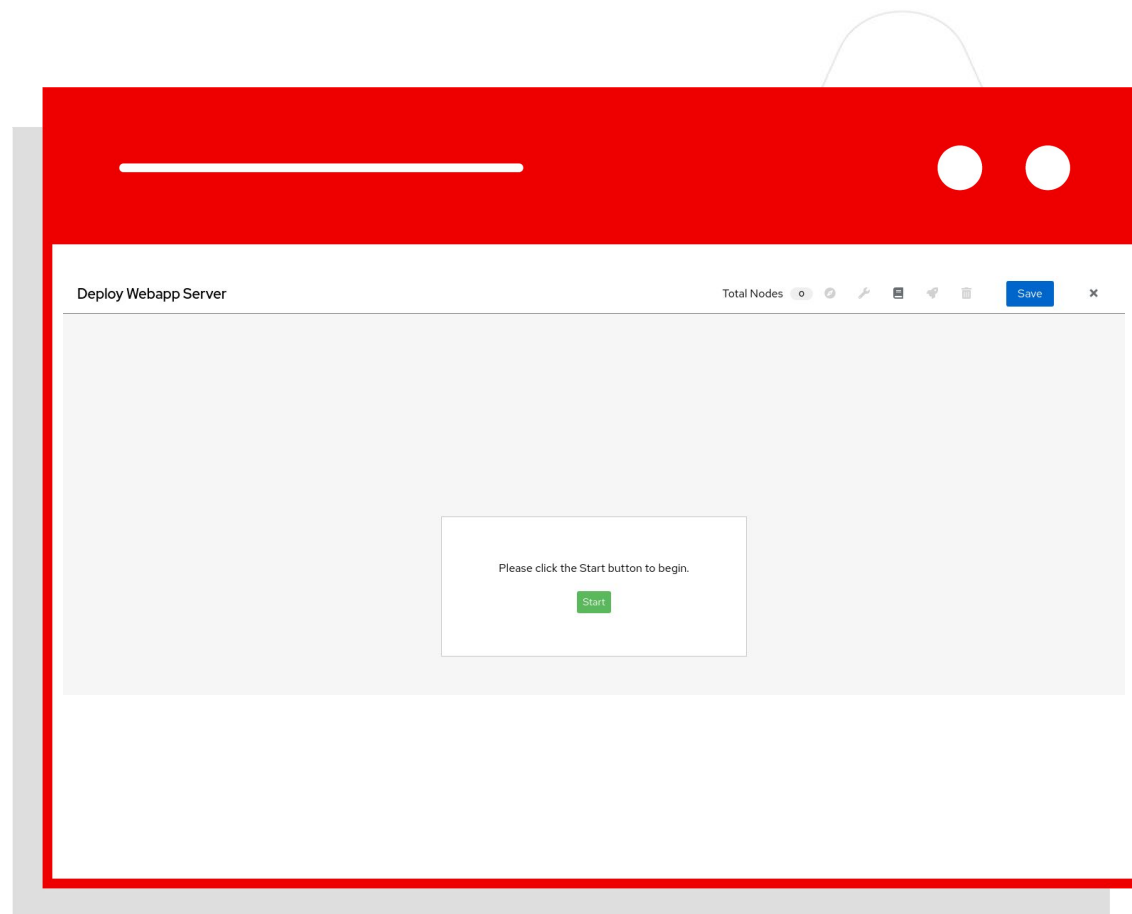 Deploy Webapp Server
Total Nodes 0
Save
Please click the Start button to begin.
Start